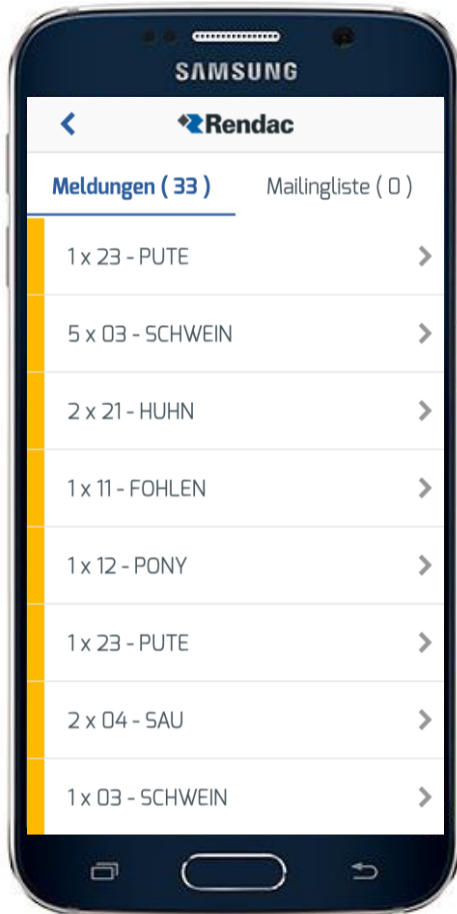 SAMSUNG
Rendac
Meldungen ( 33 )
Mailingliste ( 0 )
1 x 23 - PUTE
5 x 03 - SCHWEIN
2 x 21 - HUHN
1 x 11 - FOHLEN
1 x 12 - PONY
1 x 23 - PUTE
2 x 04 - SAU
1 x 03 - SCHWEIN